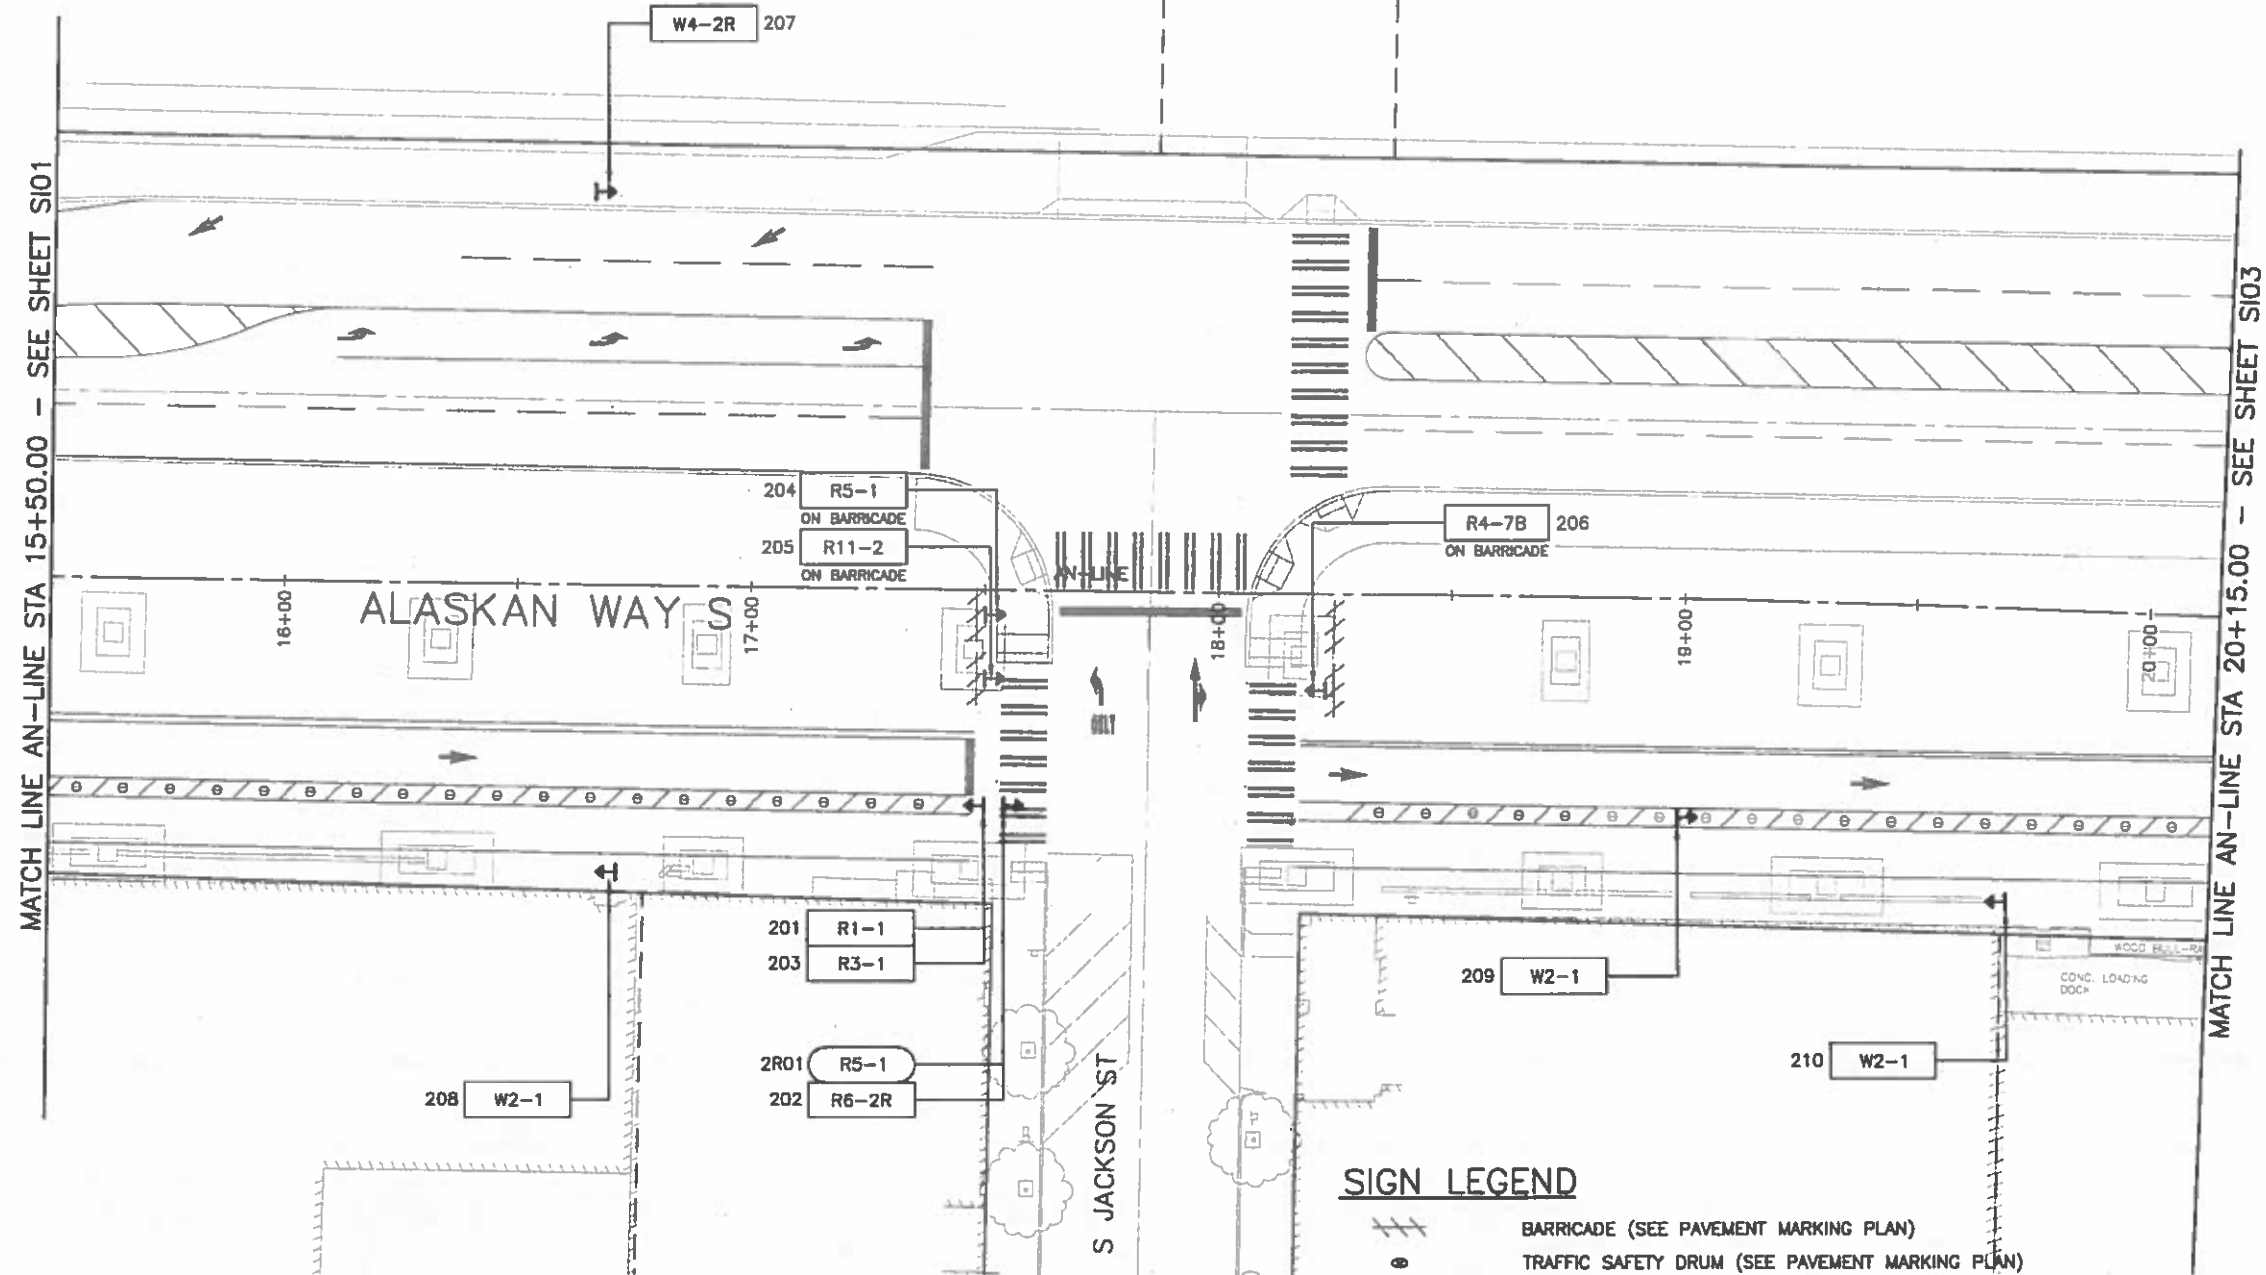 W4-2R 207
MATCH LINE AN-LINE STA 15+50.00 - SEE SHEET SI01
MATCH LINE AN-LINE STA 20+15.00 - SEE SHEET SI03
204 R5-1
ON BARRICADE
205 R11-2
ON BARRICADE
R4-7B 206
ON BARRICADE
AN-LINE
ALASKAN WAY S
16+00
17+00
18+00
19+00
20+00
201 R1-1
203 R3-1
2R01 R5-1
202 R6-2R
208 W2-1
209 W2-1
210 W2-1
WOOD BULL-RA
CONC. LOADING
DOCK
S JACKSON ST
SIGN LEGEND
BARRICADE (SEE PAVEMENT MARKING PLAN)
TRAFFIC SAFETY DRUM (SEE PAVEMENT MARKING PLAN)